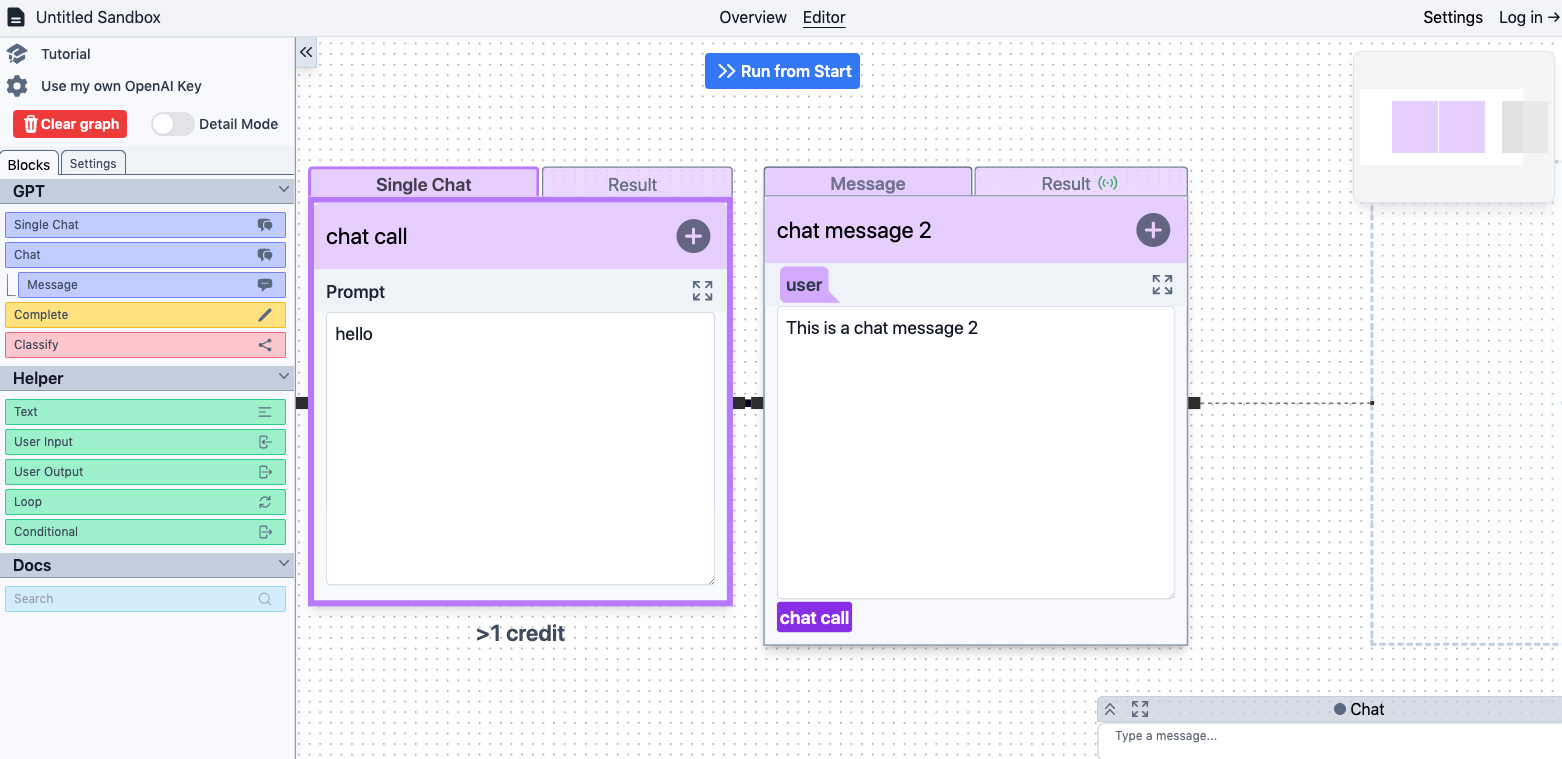 Untitled Sandbox
Overview
Editor
Settings
Log in →
Tutorial
Use my own OpenAI Key
Clear graph
Detail Mode
Blocks
Settings
GPT
Single Chat
Chat
Message
Complete
Classify
Helper
Text
User Input
User Output
Loop
Conditional
Docs
Search
Run from Start
Single Chat
Result
chat call
Prompt
hello
>1 credit
Message
Result
chat message 2
user
This is a chat message 2
chat call
Chat
Type a message...